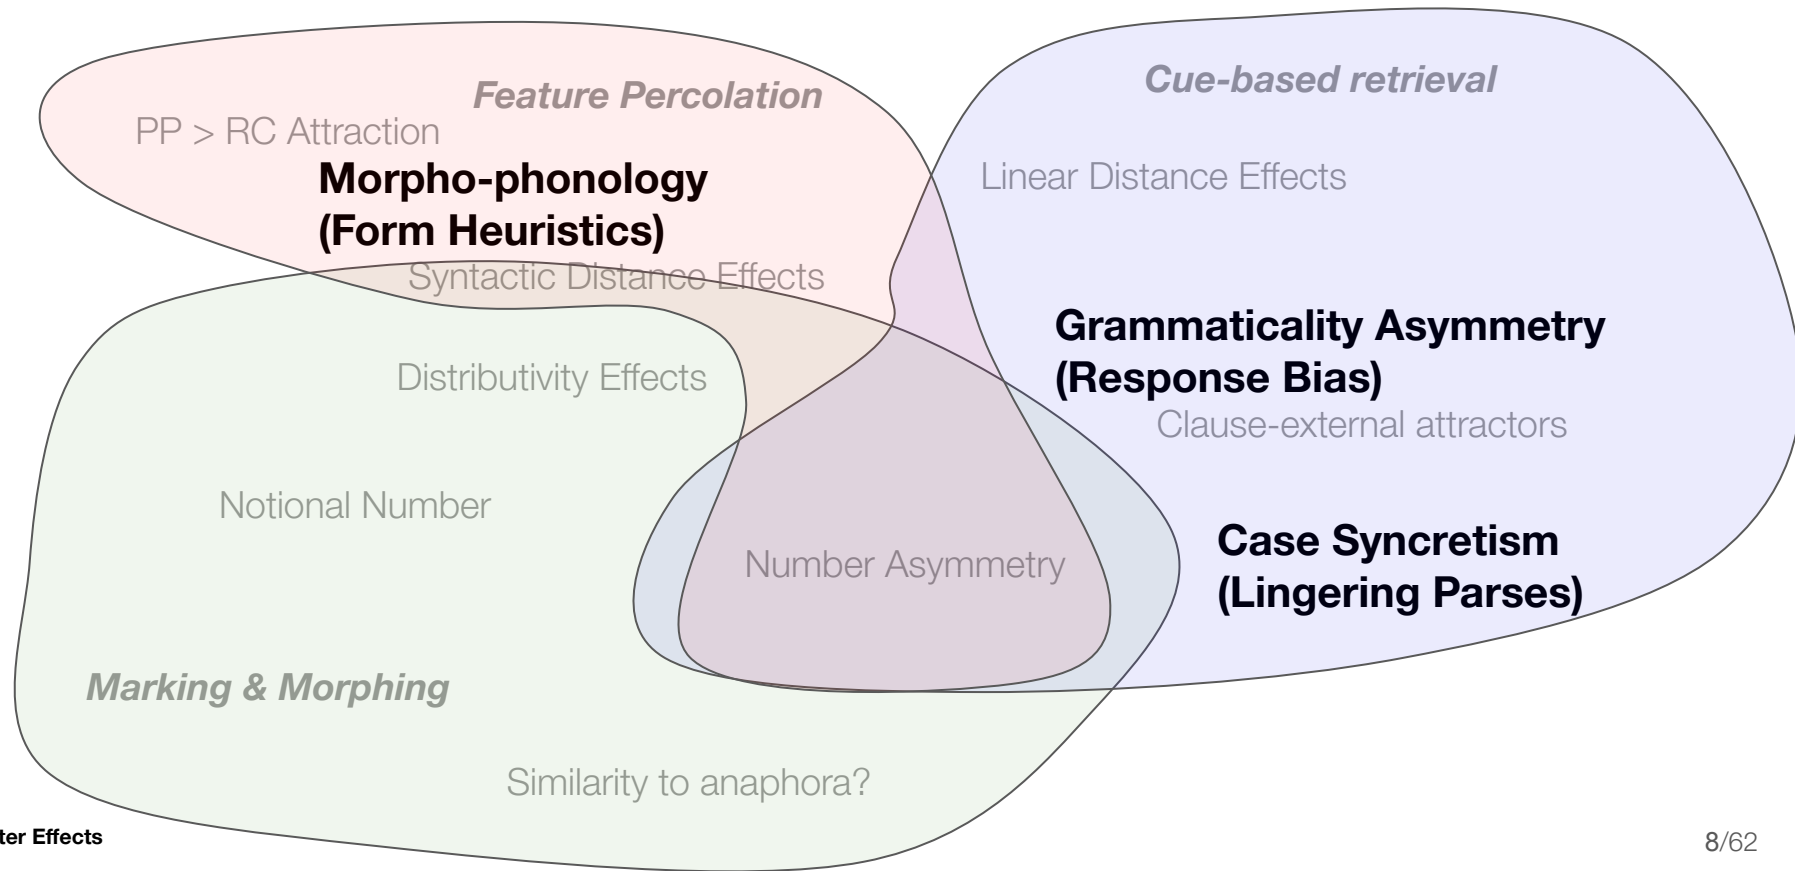 Feature Percolation
PP > RC Attraction
Morpho-phonology
(Form Heuristics)
Syntactic Distance Effects
Cue-based retrieval
Linear Distance Effects
Grammaticality Asymmetry
(Response Bias)
Clause-external attractors
Distributivity Effects
Notional Number
Number Asymmetry
Case Syncretism
(Lingering Parses)
Marking & Morphing
Similarity to anaphora?
Effects
8/62